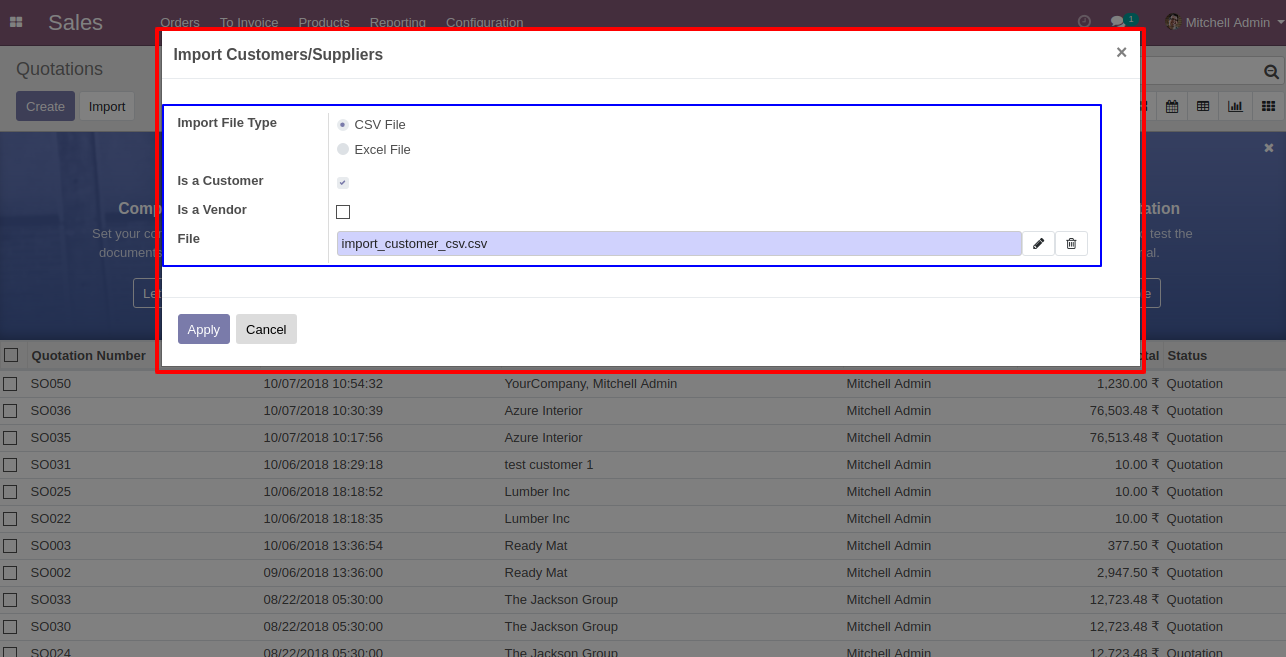 Sales Orders To Invoice Products Reporting Configuration 1 Mitchell Admin
Import Customers/Suppliers ×
Quotations
Create Import
Import File Type CSV File
Excel File
Is a Customer
Is a Vendor
File import_customer_csv.csv
Set your
documents
test the
Apply Cancel
Quotation Number Status
SO050 10/07/2018 10:54:32 YourCompany, Mitchell Admin Mitchell Admin 1,230.00 ₹ Quotation
SO036 10/07/2018 10:30:39 Azure Interior Mitchell Admin 76,503.48 ₹ Quotation
SO035 10/07/2018 10:17:56 Azure Interior Mitchell Admin 76,513.48 ₹ Quotation
SO031 10/06/2018 18:29:18 test customer 1 Mitchell Admin 10.00 ₹ Quotation
SO025 10/06/2018 18:18:52 Lumber Inc Mitchell Admin 10.00 ₹ Quotation
SO022 10/06/2018 18:18:35 Lumber Inc Mitchell Admin 10.00 ₹ Quotation
SO003 10/06/2018 13:36:54 Ready Mat Mitchell Admin 377.50 ₹ Quotation
SO002 09/06/2018 13:36:00 Ready Mat Mitchell Admin 2,947.50 ₹ Quotation
SO033 08/22/2018 05:30:00 The Jackson Group Mitchell Admin 12,723.48 ₹ Quotation
SO030 08/22/2018 05:30:00 The Jackson Group Mitchell Admin 12,723.48 ₹ Quotation
SO024 08/22/2018 05:30:00 The Jackson Group Mitchell Admin 12,723.48 ₹ Quotation